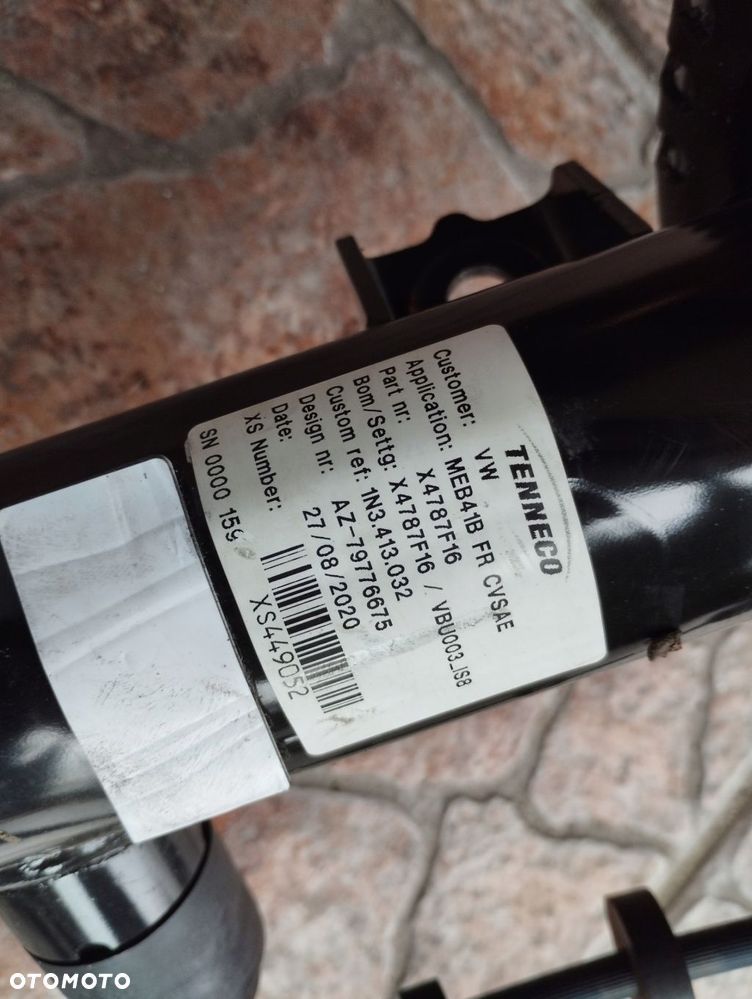 TENNECO
Customer: VW
Application: MEB41B FR CVSAE
Part nr: X4787F16
Bom/Settg: X4787F16 / VBU003_IS8
Custom ref: 1N3.413.032
Design nr: AZ-79776675
Date: 27/08/2020
XS Number:
XS449052
SN 0000 159
OTOMOTO